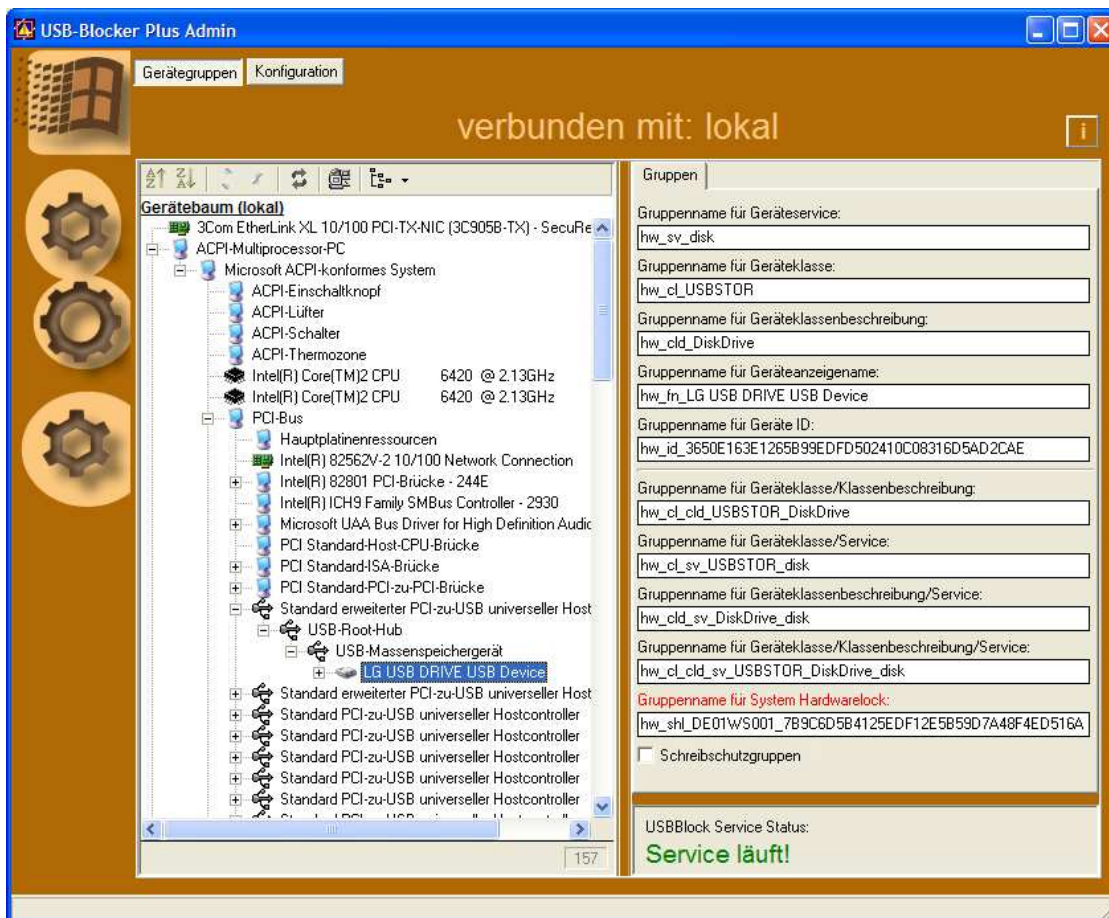 USB-Blocker Plus Admin
Gerätegruppen
Konfiguration
verbunden mit: lokal
i
Gerätebaum (lokal)
3Com EtherLink XL 10/100 PCI-TX-NIC (3C905B-TX) - SecuRe
ACPI-Multiprocessor-PC
Microsoft ACPI-konformes System
ACPI-Einschaltknopf
ACPI-Lüfter
ACPI-Schalter
ACPI-Thermozone
Intel(R) Core(TM)2 CPU 6420 @ 2.13GHz
Intel(R) Core(TM)2 CPU 6420 @ 2.13GHz
PCI-Bus
Hauptplatinenressourcen
Intel(R) 82562V-2 10/100 Network Connection
Intel(R) 82801 PCI-Brücke - 244E
Intel(R) ICH9 Family SMBus Controller - 2930
Microsoft UAA Bus Driver for High Definition Audio
PCI Standard-Host-CPU-Brücke
PCI Standard-ISA-Brücke
PCI Standard-PCI-zu-PCI-Brücke
Standard erweiterter PCI-zu-USB universeller Host
USB-Root-Hub
USB-Massenspeichergerät
LG USB DRIVE USB Device
Standard erweiterter PCI-zu-USB universeller Host
Standard PCI-zu-USB universeller Hostcontroller
Standard PCI-zu-USB universeller Hostcontroller
Standard PCI-zu-USB universeller Hostcontroller
Standard PCI-zu-USB universeller Hostcontroller
Standard PCI-zu-USB universeller Hostcontroller
157
Gruppen
Gruppenname für Geräteservice:
hw_sv_disk
Gruppenname für Geräteklasse:
hw_cl_USBSTOR
Gruppenname für Geräteklassenbeschreibung:
hw_cld_DiskDrive
Gruppenname für Geräteanzeigename:
hw_fn_LG USB DRIVE USB Device
Gruppenname für Geräte ID:
hw_id_3650E163E1265B99EDFD502410C08316D5AD2CAE
Gruppenname für Geräteklasse/Klassenbeschreibung:
hw_cl_cld_USBSTOR_DiskDrive
Gruppenname für Geräteklasse/Service:
hw_cl_sv_USBSTOR_disk
Gruppenname für Geräteklassenbeschreibung/Service:
hw_cld_sv_DiskDrive_disk
Gruppenname für Geräteklasse/Klassenbeschreibung/Service:
hw_cl_cld_sv_USBSTOR_DiskDrive_disk
Gruppenname für System Hardwarelock:
hw_shl_DE01WS001_7B9C6D5B4125EDF12E5B59D7A48F4ED516A
Schreibschutzgruppen
USBBlock Service Status:
Service läuft!